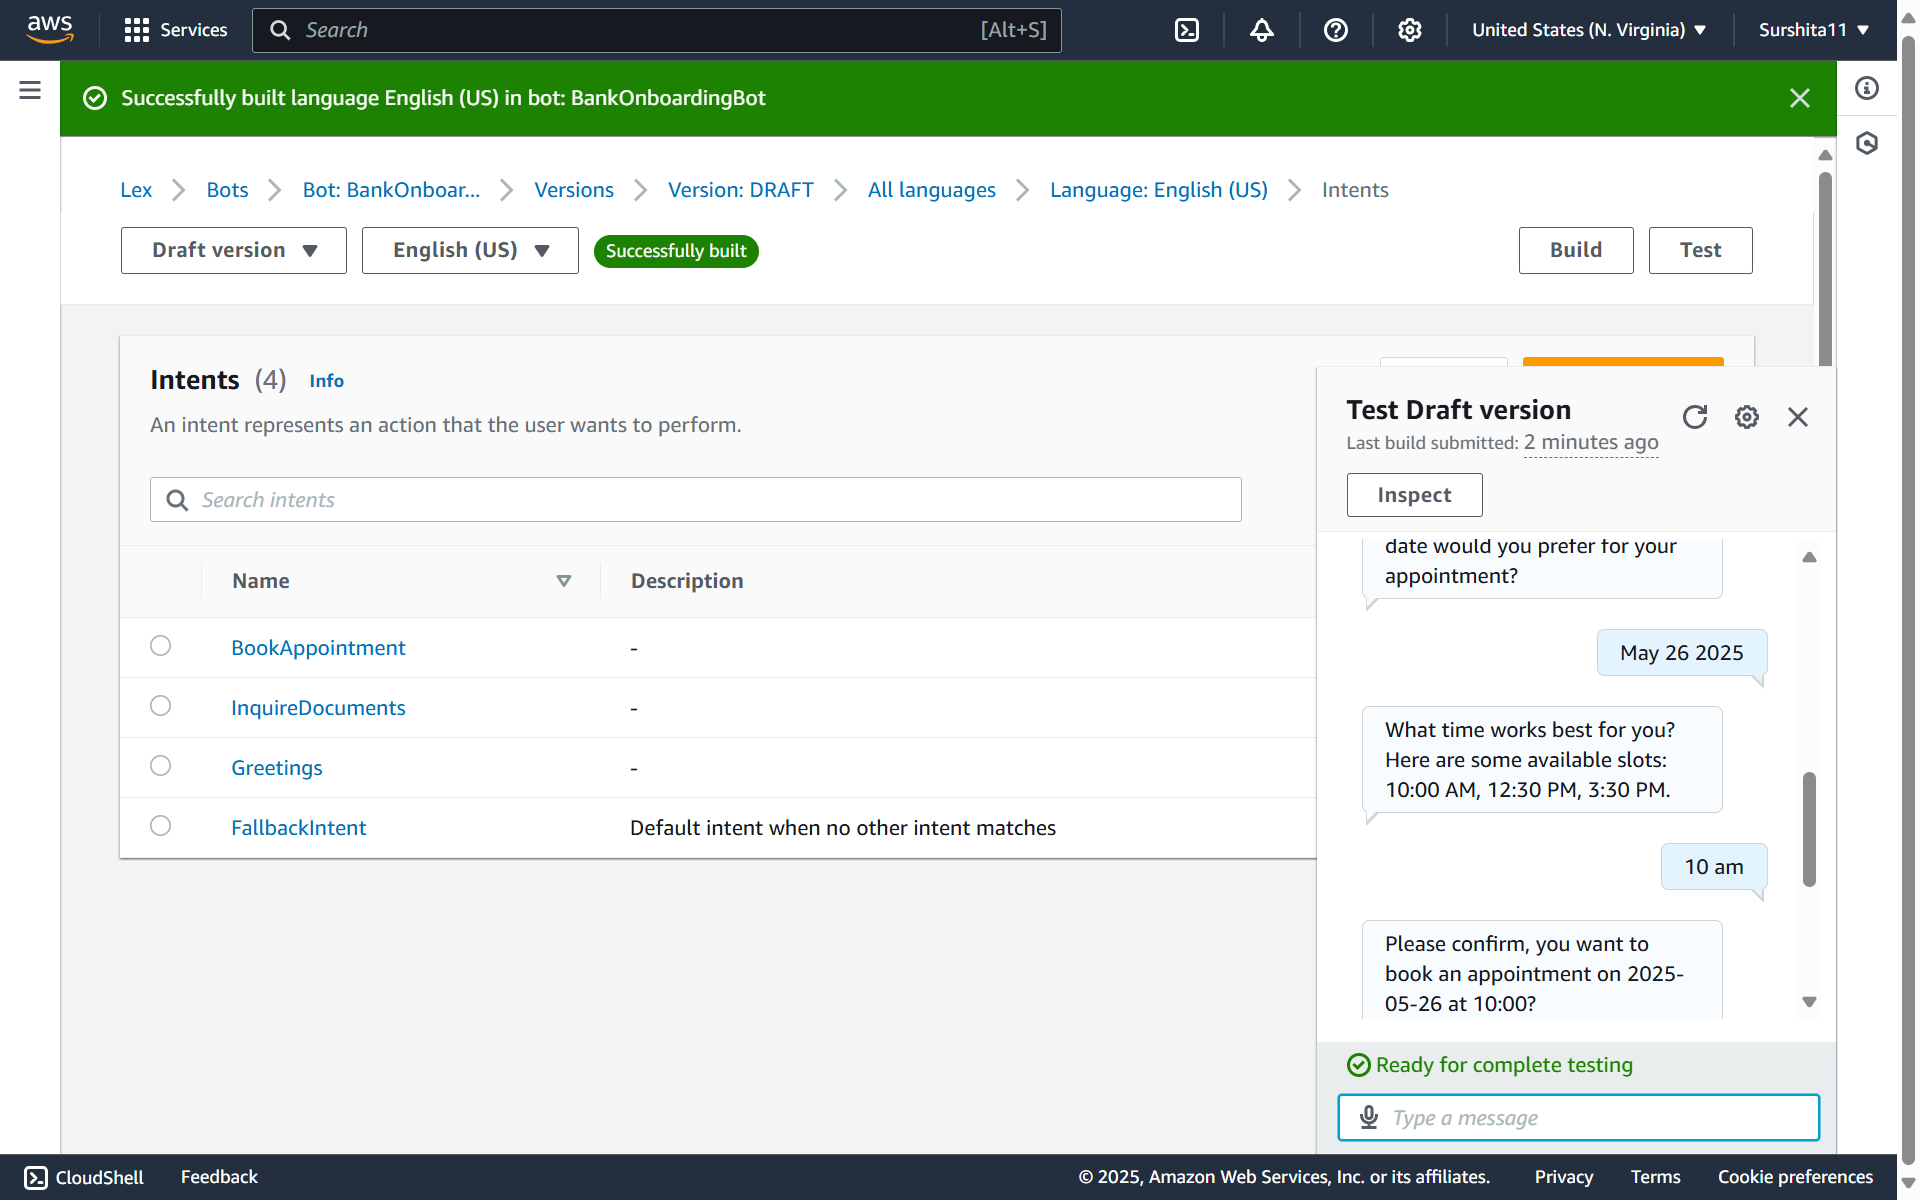 aws
Services
Search [Alt+S]
United States (N. Virginia)
Surshita11
Successfully built language English (US) in bot: BankOnboardingBot
Lex
Bots
Bot: BankOnboar...
Versions
Version: DRAFT
All languages
Language: English (US)
Intents
Draft version
English (US)
Successfully built
Build
Test
Intents (4) Info
An intent represents an action that the user wants to perform.
Search intents
Name Description
BookAppointment -
InquireDocuments -
Greetings -
FallbackIntent Default intent when no other intent matches
Test Draft version
Last build submitted: 2 minutes ago
Inspect
date would you prefer for your
appointment?
May 26 2025
What time works best for you?
Here are some available slots:
10:00 AM, 12:30 PM, 3:30 PM.
10 am
Please confirm, you want to
book an appointment on 2025-
05-26 at 10:00?
Ready for complete testing
Type a message
CloudShell
Feedback
© 2025, Amazon Web Services, Inc. or its affiliates.
Privacy
Terms
Cookie preferences